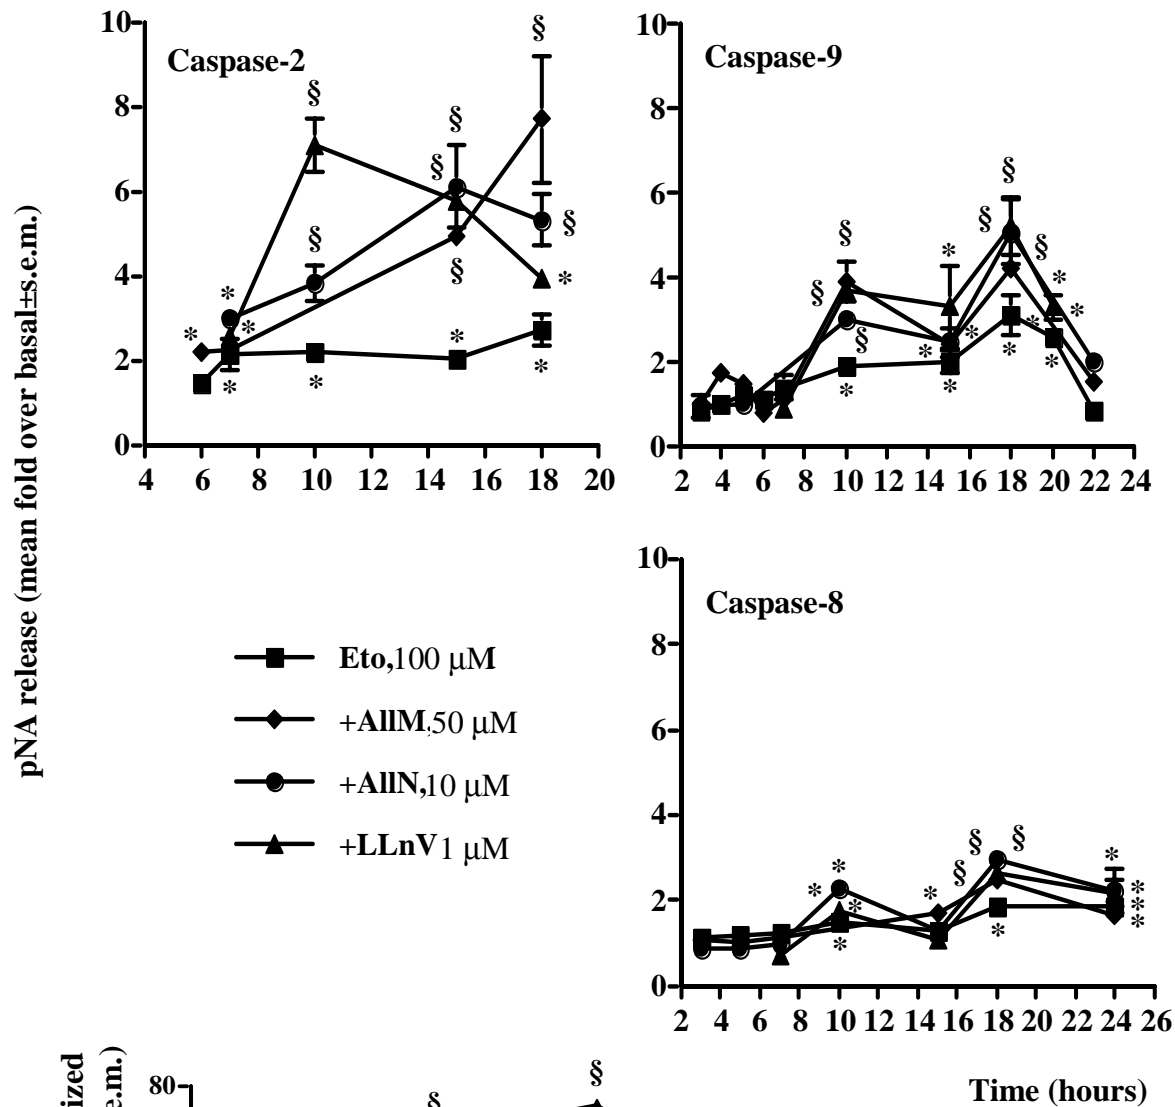 pNA release (mean fold over basal±s.e.m.)
Caspase-2
10
8
6
4
2
0
4 6 8 10 12 14 16 18 20
§ § § § § § § §
* * * * * * * *
Caspase-9
10
8
6
4
2
0
2 4 6 8 10 12 14 16 18 20 22 24
§ § § § § §
* * * * * * * * * *
Eto,100 µM
+AllM,50 µM
+AllN,10 µM
+LLnV1 µM
Caspase-8
10
8
6
4
2
0
2 4 6 8 10 12 14 16 18 20 22 24 26
§ § §
* * * * * * * * * *
Time (hours)
80
§ §